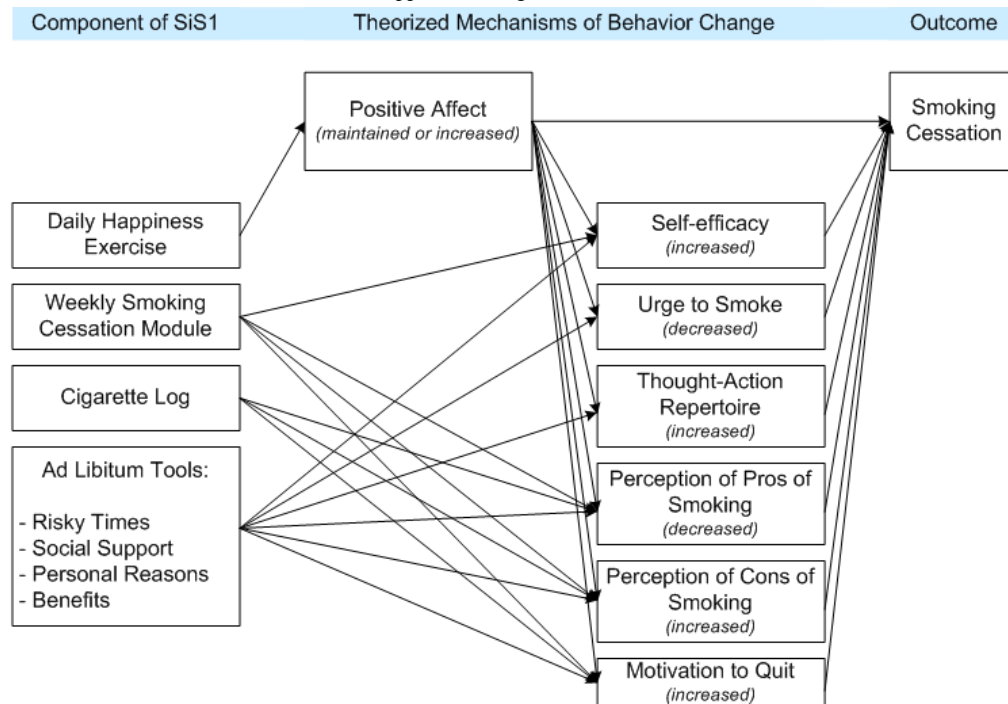 Component of SiS1
Theorized Mechanisms of Behavior Change
Outcome
Positive Affect
(maintained or increased)
Smoking
Cessation
Daily Happiness
Exercise
Self-efficacy
(increased)
Weekly Smoking
Cessation Module
Urge to Smoke
(decreased)
Cigarette Log
Thought-Action
Repertoire
(increased)
Ad Libitum Tools:
- Risky Times
- Social Support
- Personal Reasons
- Benefits
Perception of Pros of
Smoking
(decreased)
Perception of Cons of
Smoking
(increased)
Motivation to Quit
(increased)